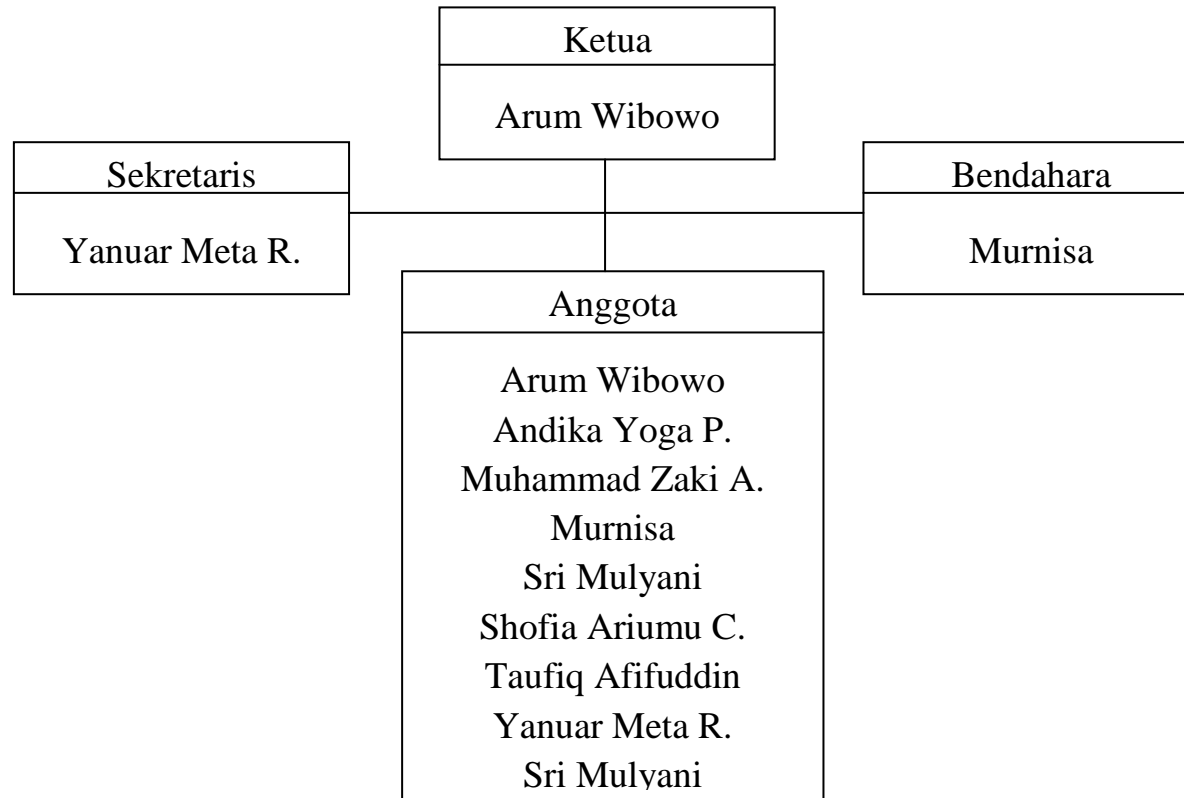 Ketua
Arum Wibowo
Sekretaris
Yanuar Meta R.
Bendahara
Murnisa
Anggota
Arum Wibowo
Andika Yoga P.
Muhammad Zaki A.
Murnisa
Sri Mulyani
Shofia Ariumu C.
Taufiq Afifuddin
Yanuar Meta R.
Sri Mulyani